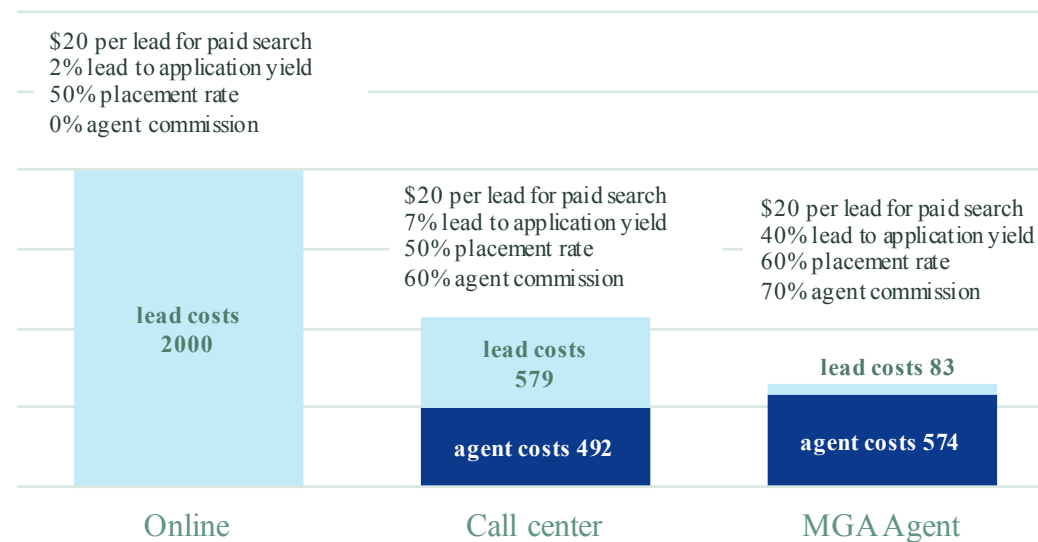 $20 per lead for paid search
2% lead to application yield
50% placement rate
0% agent commission
lead costs
2000
$20 per lead for paid search
7% lead to application yield
50% placement rate
60% agent commission
lead costs
579
agent costs 492
$20 per lead for paid search
40% lead to application yield
60% placement rate
70% agent commission
lead costs 83
agent costs 574
Online
Call center
MGA Agent